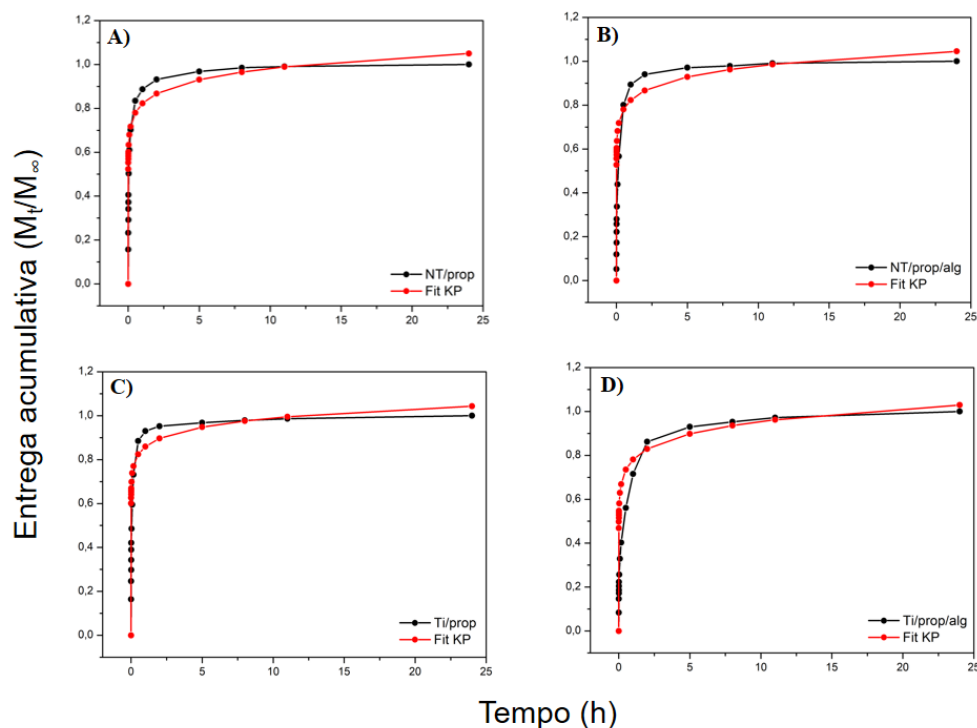 Entrega acumulativa (Mt/M∞)
A)
1,2
1,0
0,8
0,6
0,4
0,2
0,0
NT/prop
Fit KP
0 5 10 15 20 25
B)
1,2
1,0
0,8
0,6
0,4
0,2
0,0
NT/prop/alg
Fit KP
0 5 10 15 20 25
C)
1,2
1,0
0,8
0,6
0,4
0,2
0,0
Ti/prop
Fit KP
0 5 10 15 20 25
D)
1,2
1,0
0,8
0,6
0,4
0,2
0,0
Ti/prop/alg
Fit KP
0 5 10 15 20 25
Tempo (h)